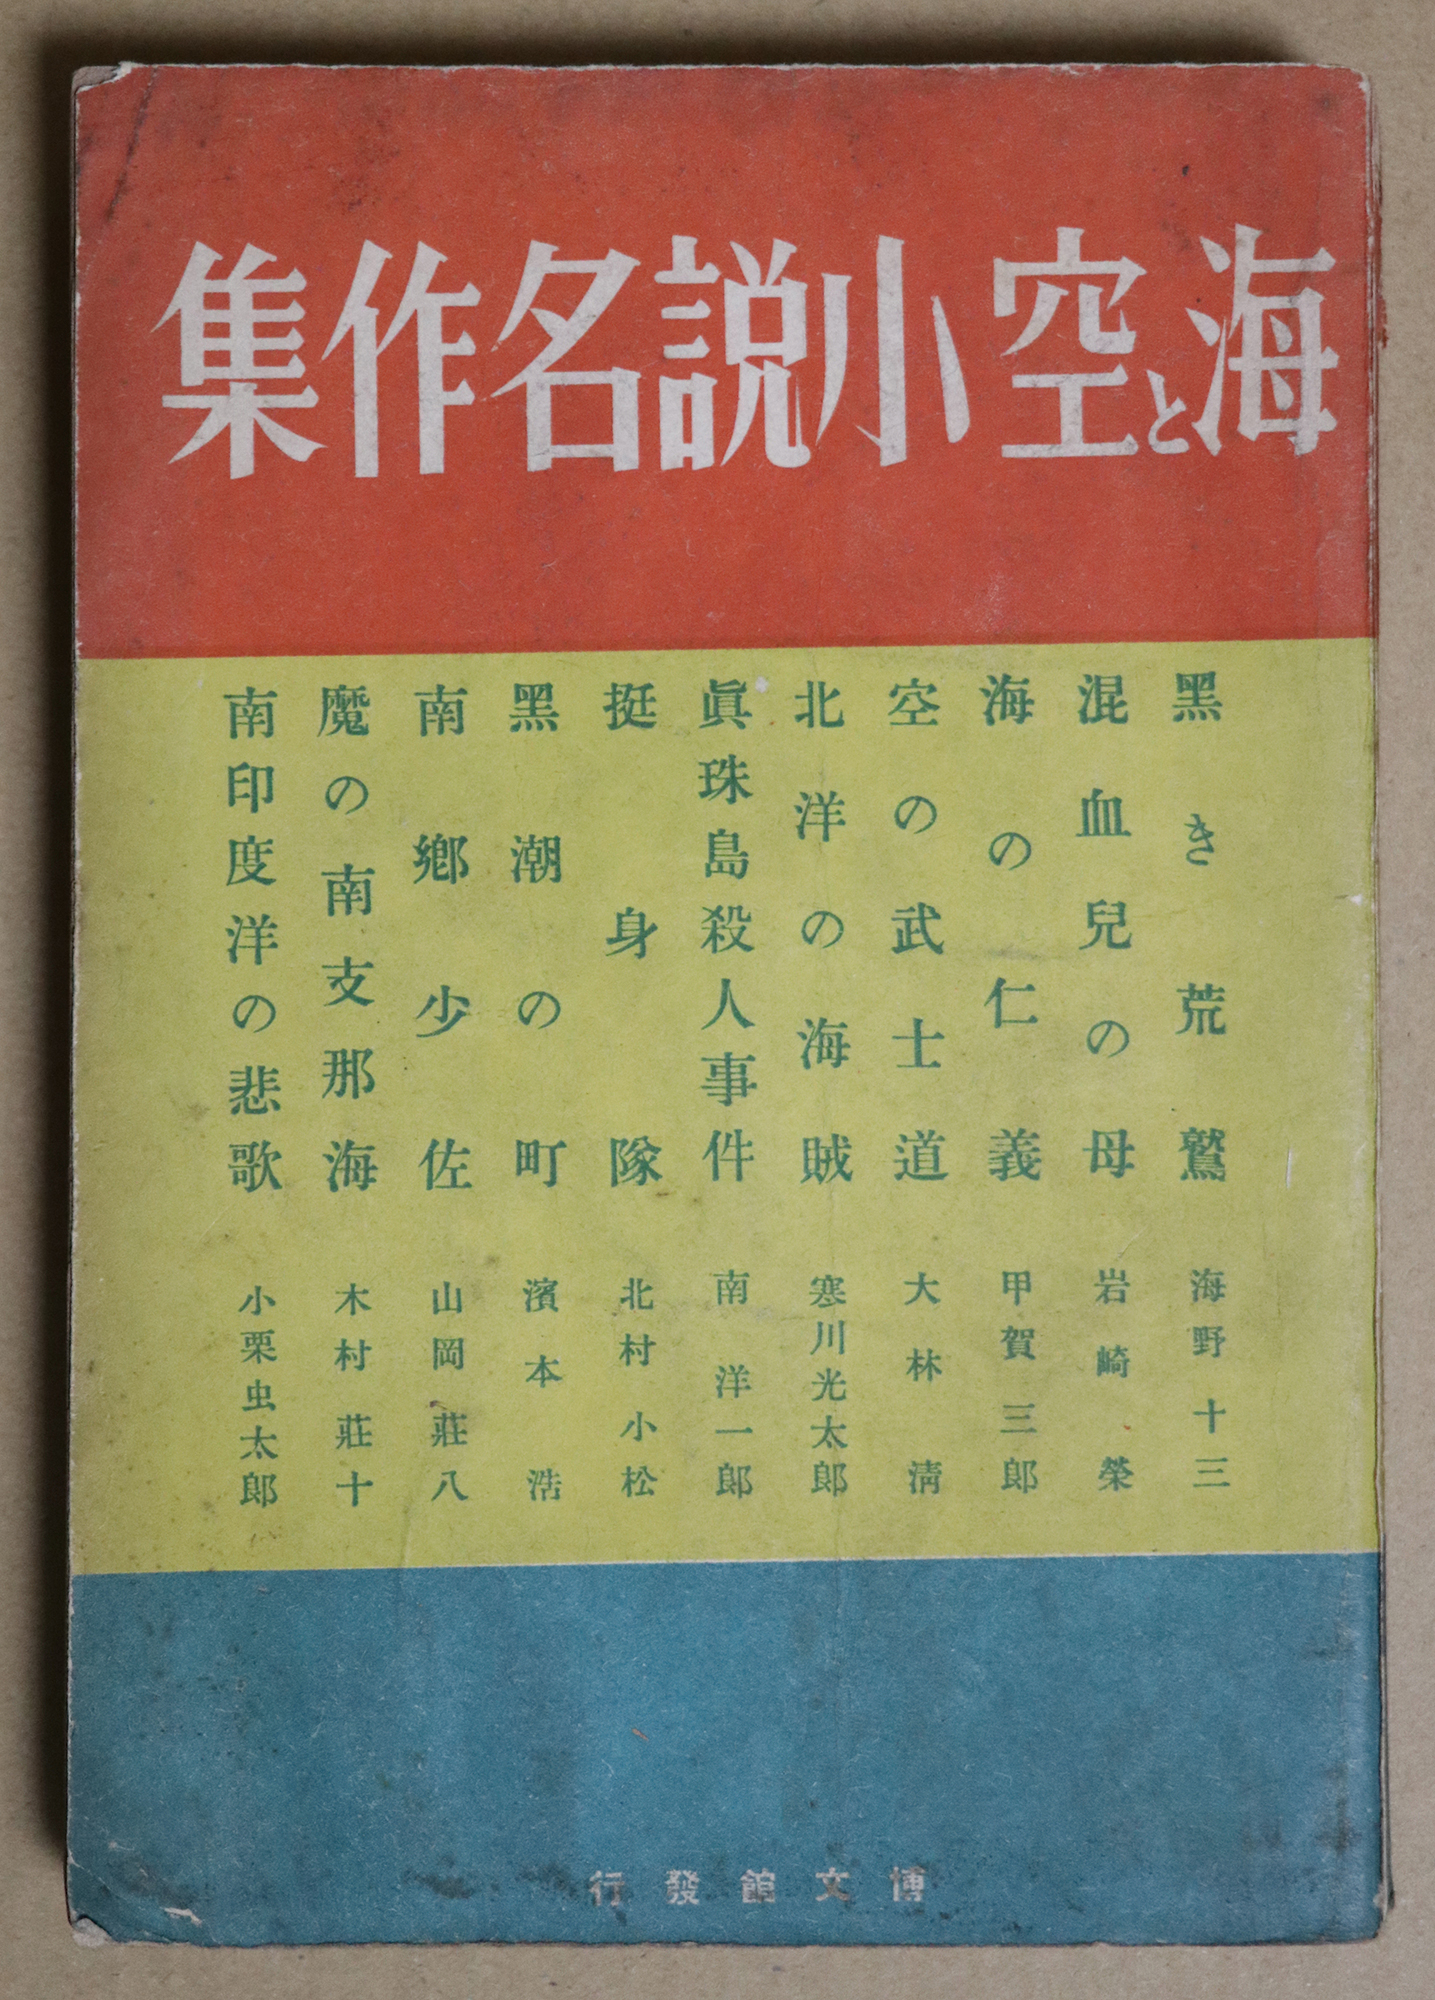 海と空小説名作集
黑き荒鷲 海野十三
混血兒の母 岩崎榮
海の仁義 甲賀三郎
空の武士道 大林淸
北洋の海賊 寒川光太郎
眞珠島殺人事件 南洋一郎
挺身隊 北村小松
黑潮の町 濱本浩
南鄕少佐 山岡莊八
魔の南支那海 木村莊十
南印度洋の悲歌 小栗虫太郎
博文館發行